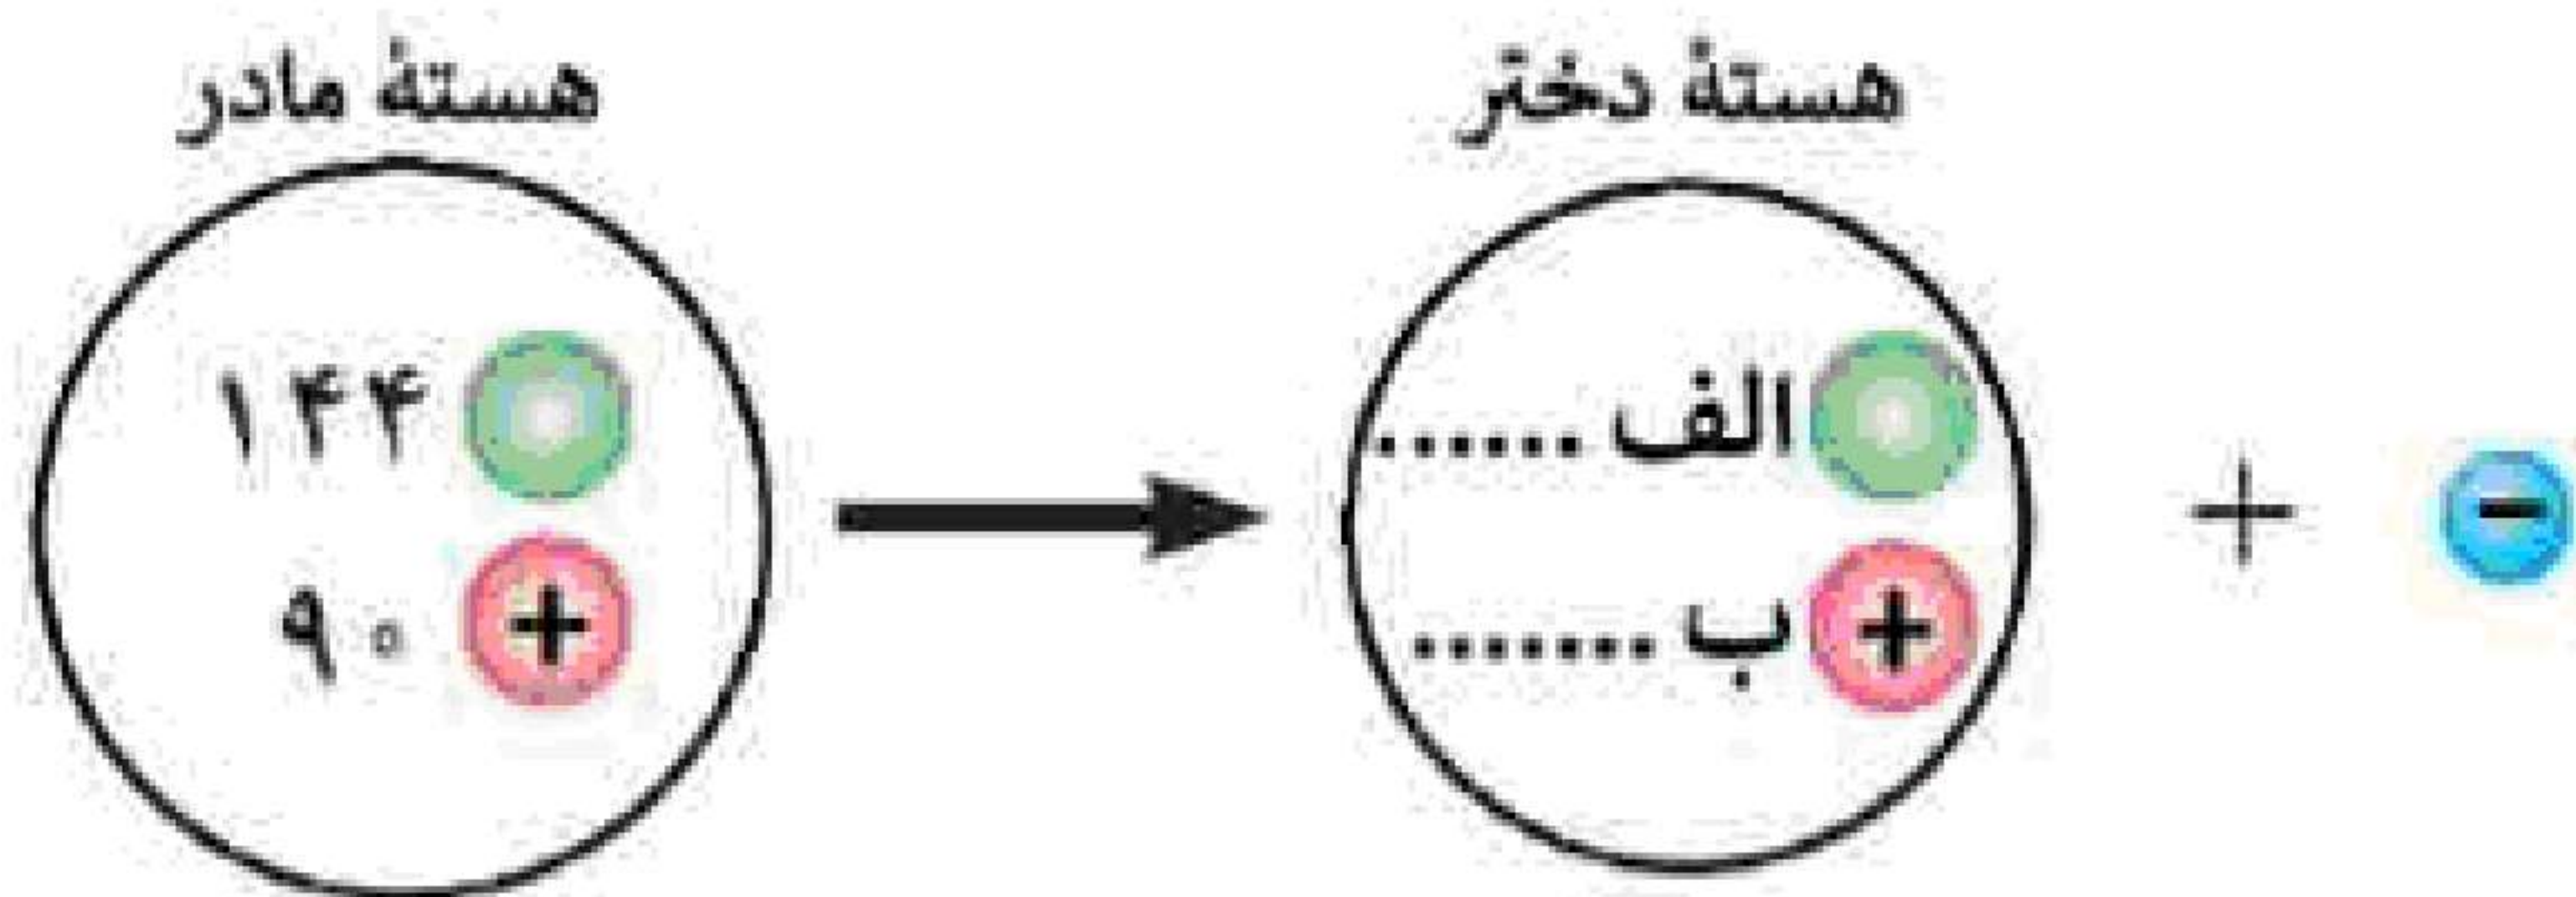 هستهٔ مادر
هستهٔ دختر
۱۴۴
۹۰
الف ......
ب .......
+
+
+
−